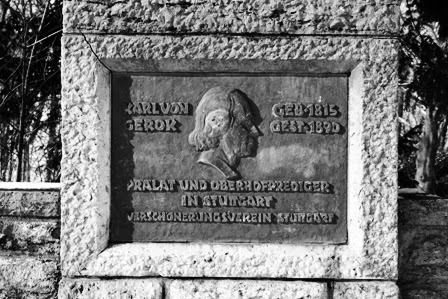 KARL VON
GEROK
GEB·1815
GEST·1890
PRÄLAT UND OBERHOFPREDIGER
IN STUTTGART
VERSCHÖNERUNGSVEREIN STUTTGART